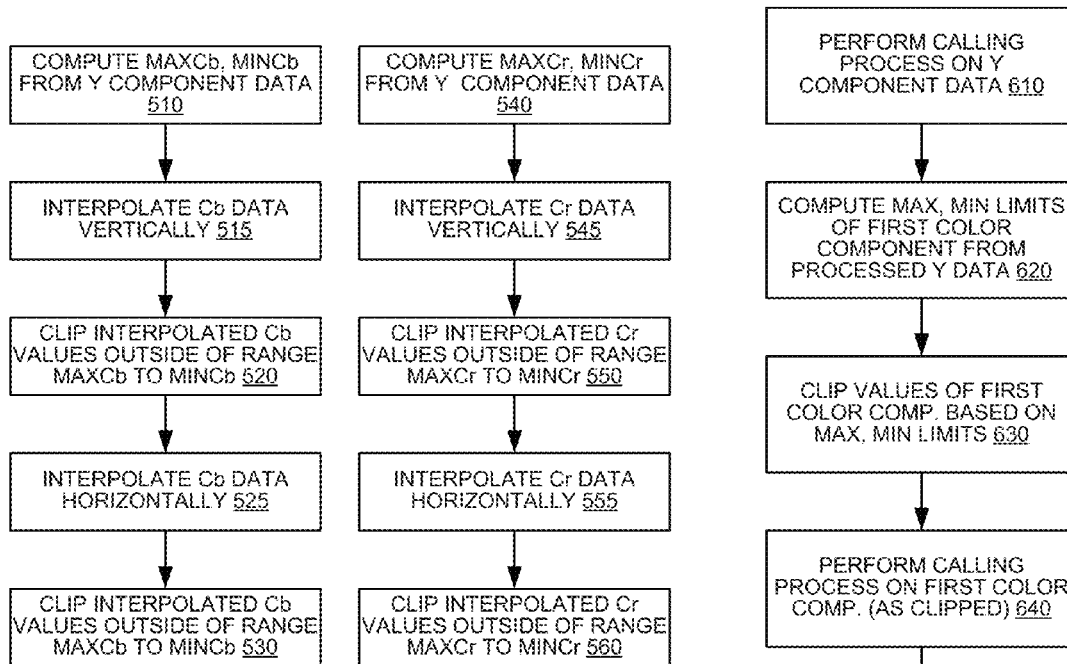 COMPUTE MAXCb, MINCb
FROM Y COMPONENT DATA
510
INTERPOLATE Cb DATA
VERTICALLY 515
CLIP INTERPOLATED Cb
VALUES OUTSIDE OF RANGE
MAXCb TO MINCb 520
INTERPOLATE Cb DATA
HORIZONTALLY 525
CLIP INTERPOLATED Cb
VALUES OUTSIDE OF RANGE
MAXCb TO MINCb 530
COMPUTE MAXCr, MINCr
FROM Y COMPONENT DATA
540
INTERPOLATE Cr DATA
VERTICALLY 545
CLIP INTERPOLATED Cr
VALUES OUTSIDE OF RANGE
MAXCr TO MINCr 550
INTERPOLATE Cr DATA
HORIZONTALLY 555
CLIP INTERPOLATED Cr
VALUES OUTSIDE OF RANGE
MAXCr TO MINCr 560
PERFORM CALLING
PROCESS ON Y
COMPONENT DATA 610
COMPUTE MAX, MIN LIMITS
OF FIRST COLOR
COMPONENT FROM
PROCESSED Y DATA 620
CLIP VALUES OF FIRST
COLOR COMP. BASED ON
MAX, MIN LIMITS 630
PERFORM CALLING
PROCESS ON FIRST COLOR
COMP. (AS CLIPPED) 640